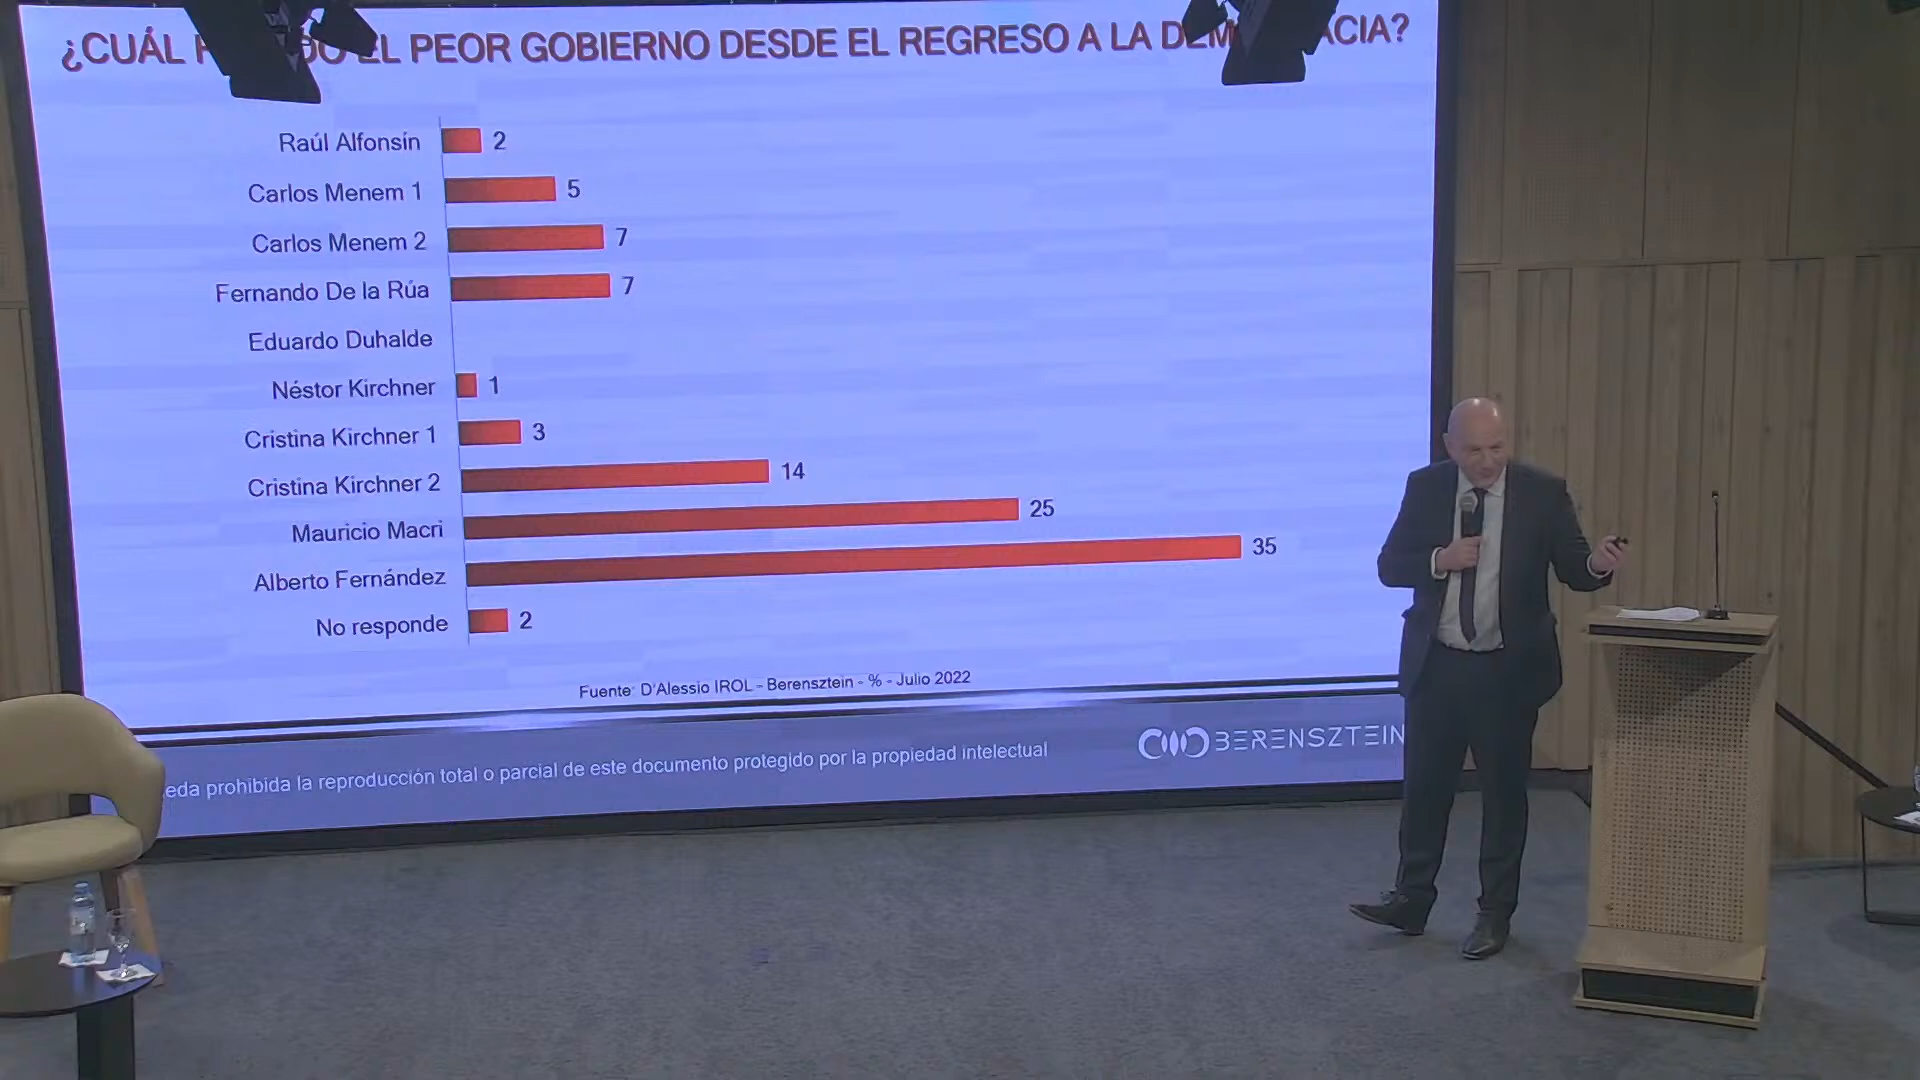 ¿CUÁL EL PEOR GOBIERNO DESDE EL REGRESO A LA
Raúl Alfonsín 2
Carlos Menem 1 5
Carlos Menem 2 7
Fernando De la Rúa 7
Eduardo Duhalde
Néstor Kirchner 1
Cristina Kirchner 1 3
Cristina Kirchner 2 14
Mauricio Macri 25
Alberto Fernández 35
No responde 2
Fuente: D'Alessio IROL - Berensztein - % - Julio 2022
eda prohibida la reproducción total o parcial de este documento protegido por la propiedad intelectual
BERENSZTEIN